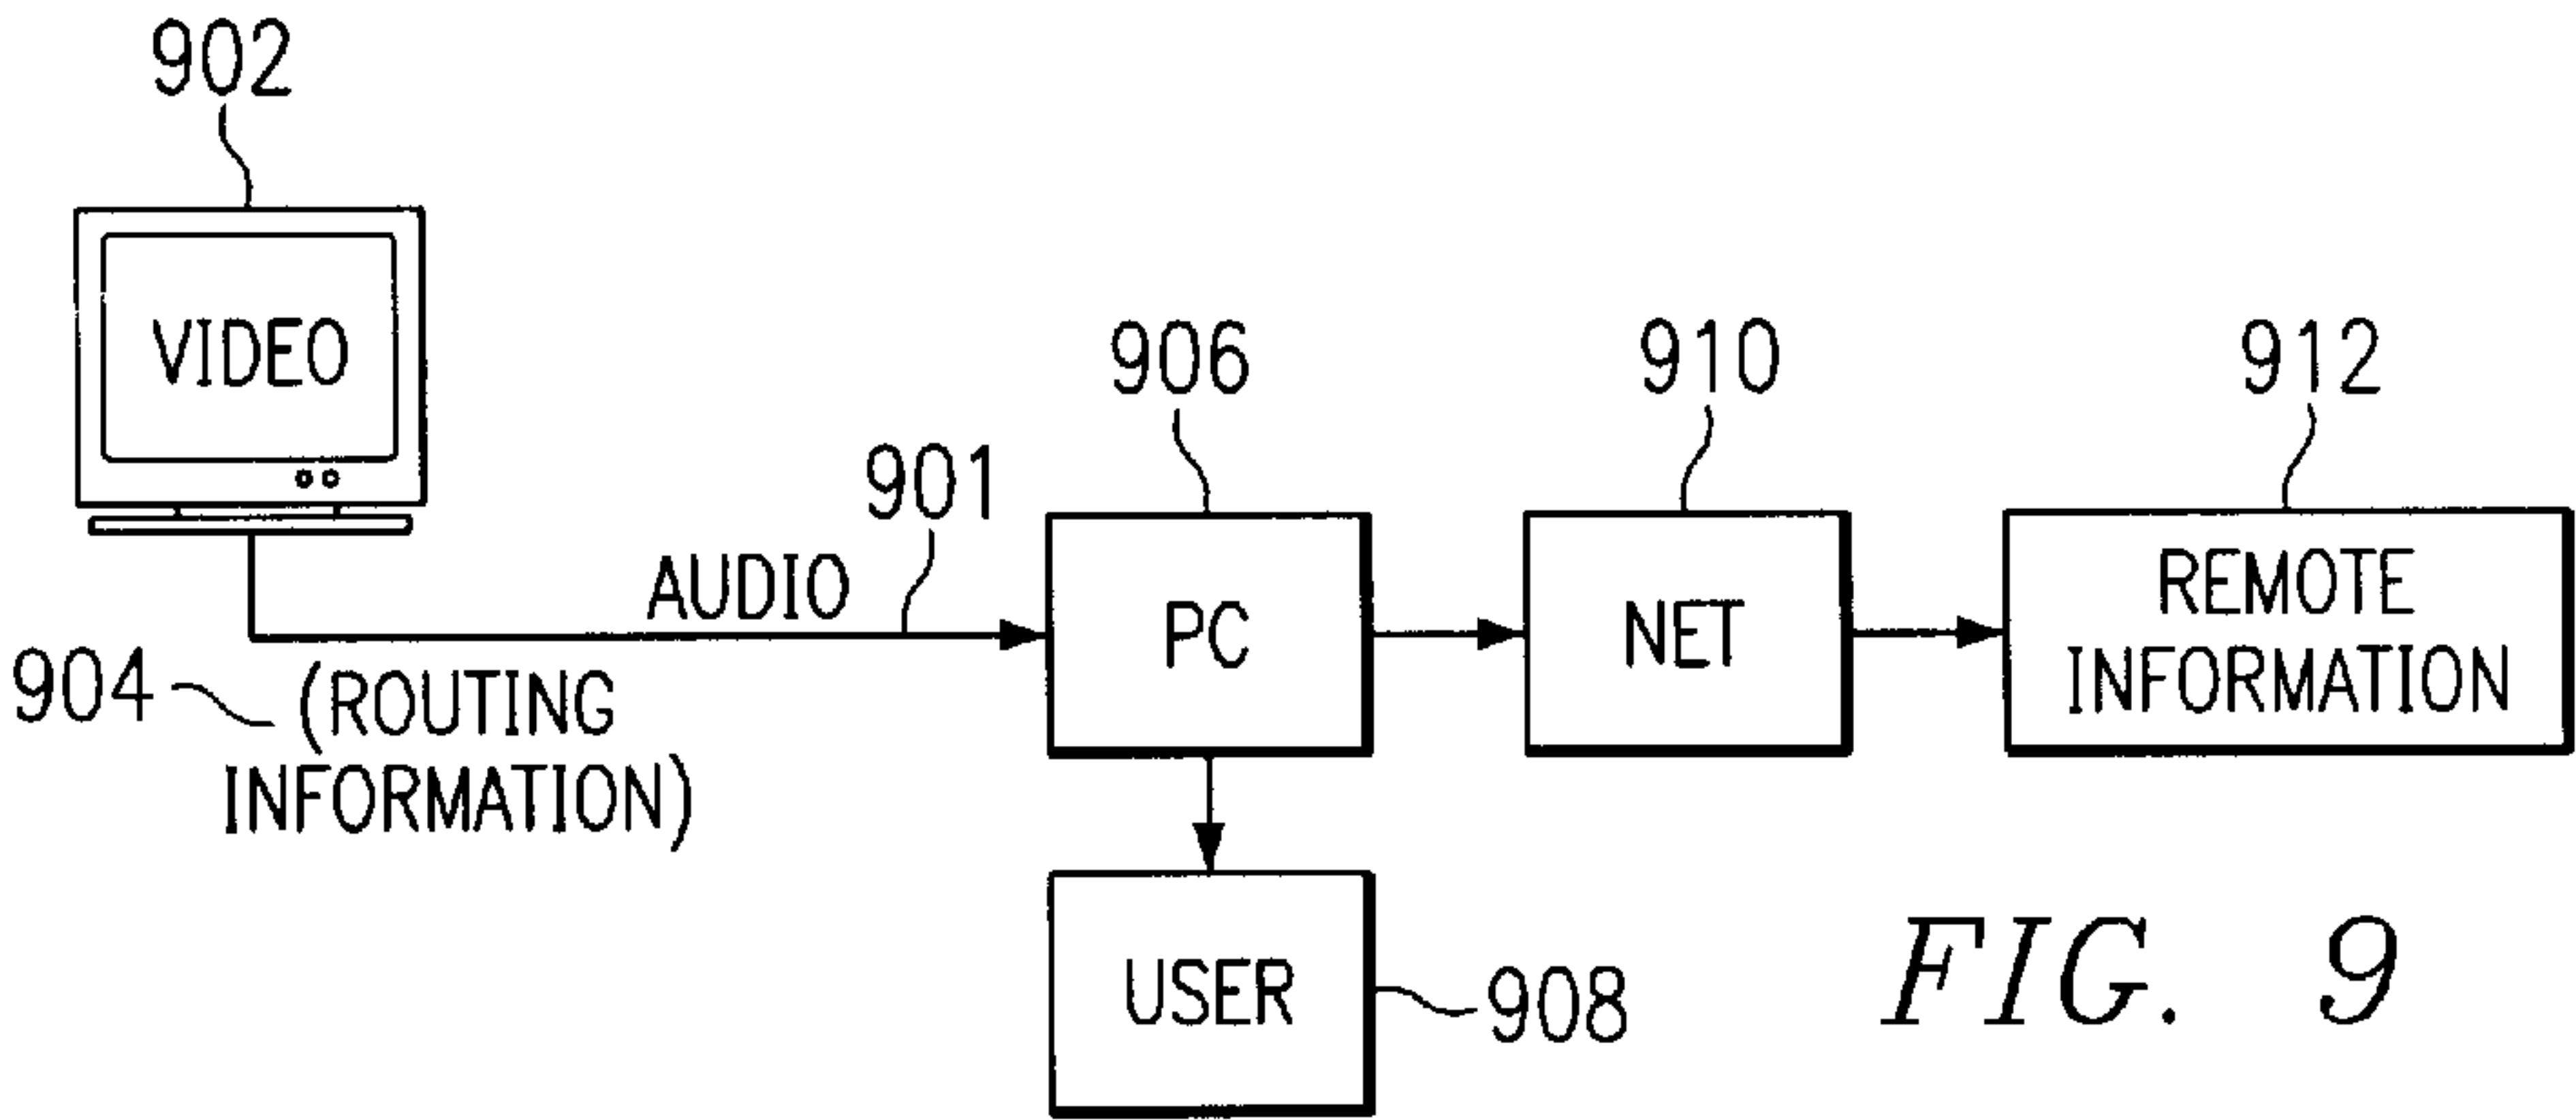 902
VIDEO
906
910
912
901
AUDIO
PC
NET
REMOTE
INFORMATION
904
(ROUTING
INFORMATION)
USER
908
FIG. 9